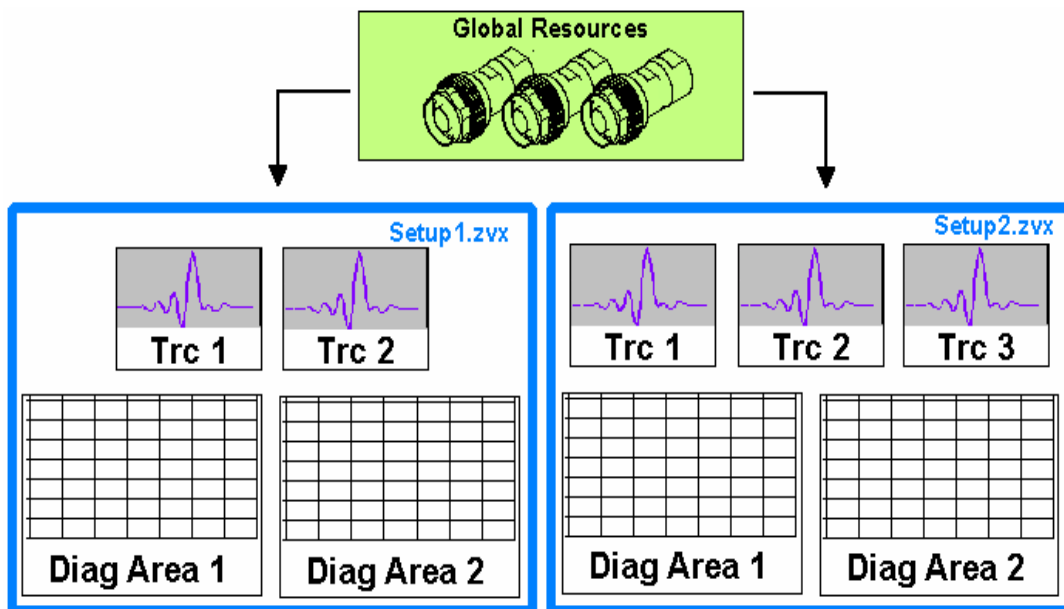 Global Resources
Setup1.zvx
Trc 1
Trc 2
Diag Area 1
Diag Area 2
Setup2.zvx
Trc 1
Trc 2
Trc 3
Diag Area 1
Diag Area 2